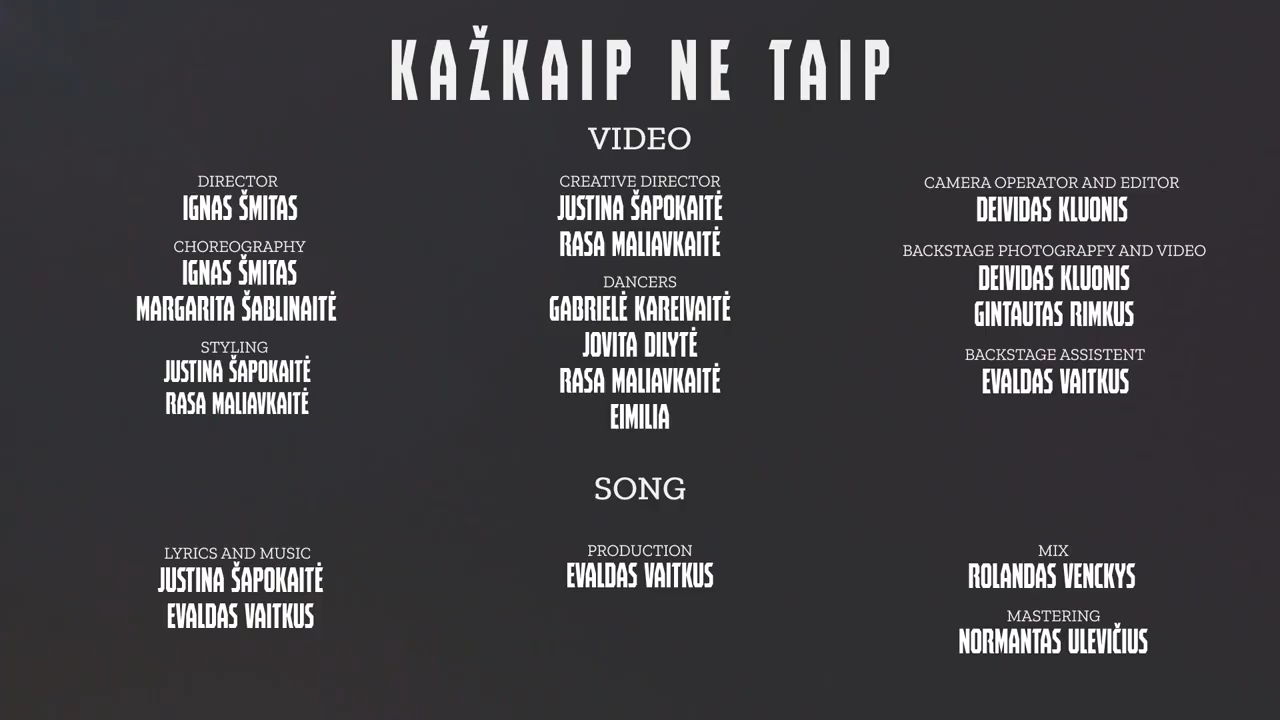 KAŽKAIP NE TAIP
VIDEO
DIRECTOR
IGNAS ŠMITAS
CHOREOGRAPHY
IGNAS ŠMITAS
MARGARITA ŠABLINAITĖ
STYLING
JUSTINA ŠAPOKAITĖ
RASA MALIAVKAITĖ
CREATIVE DIRECTOR
JUSTINA ŠAPOKAITĖ
RASA MALIAVKAITĖ
DANCERS
GABRIELĖ KAREIVAITĖ
JOVITA DILYTĖ
RASA MALIAVKAITĖ
EIMILIA
CAMERA OPERATOR AND EDITOR
DEIVIDAS KLUONIS
BACKSTAGE PHOTOGRAPFY AND VIDEO
DEIVIDAS KLUONIS
GINTAUTAS RIMKUS
BACKSTAGE ASSISTENT
EVALDAS VAITKUS
SONG
LYRICS AND MUSIC
JUSTINA ŠAPOKAITĖ
EVALDAS VAITKUS
PRODUCTION
EVALDAS VAITKUS
MIX
ROLANDAS VENCKYS
MASTERING
NORMANTAS ULEVIČIUS